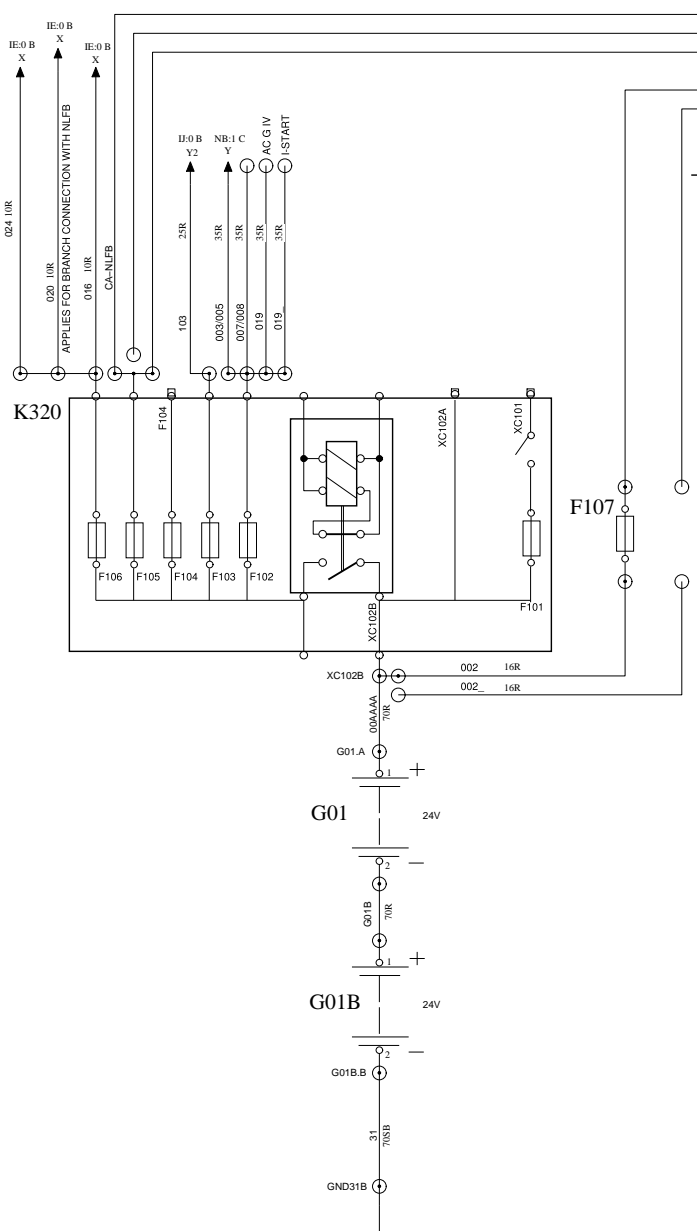 IE:0 B
X
IE:0 B
X
IE:0 B
X
024 10R
020 10R
APPLIES FOR BRANCH CONNECTION WITH NLFB
016 10R
CA-NLFB
IJ:0 B
Y2
NB:1 C
Y
AC G IV
I-START
25R
35R
35R
35R
35R
103
003/005
007/008
019
019_
K320
F104
XC102A
XC101
F107
F106
F105
F104
F103
F102
F101
XC102B
XC102B
002 16R
002_ 16R
00AAAA
70R
G01.A
1
+
G01
24V
2
—
G01B
70R
1
+
G01B
24V
2
—
G01B.B
31
70SB
GND31B